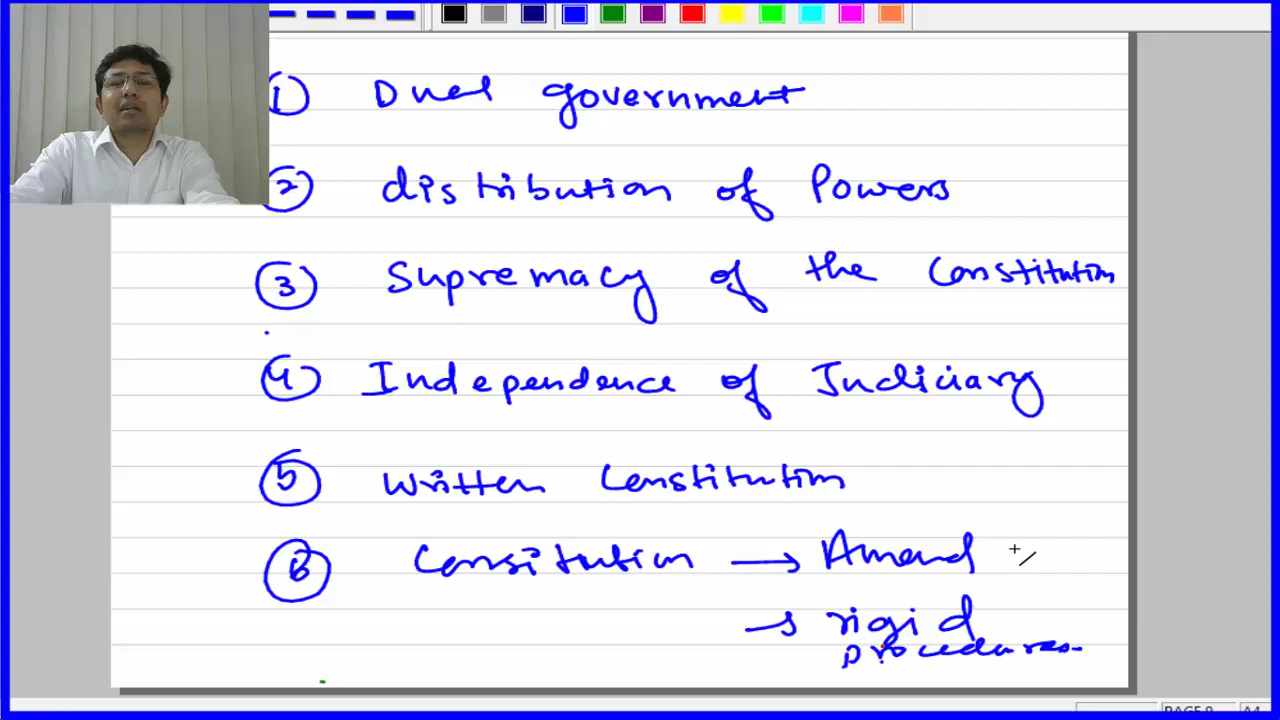 1 Dual government
2 distribution of Powers
3 Supremacy of the Constitution
4 Independence of Judiciary
5 Written Constitution
6 Consitution → Amend
→ rigid
procedures.